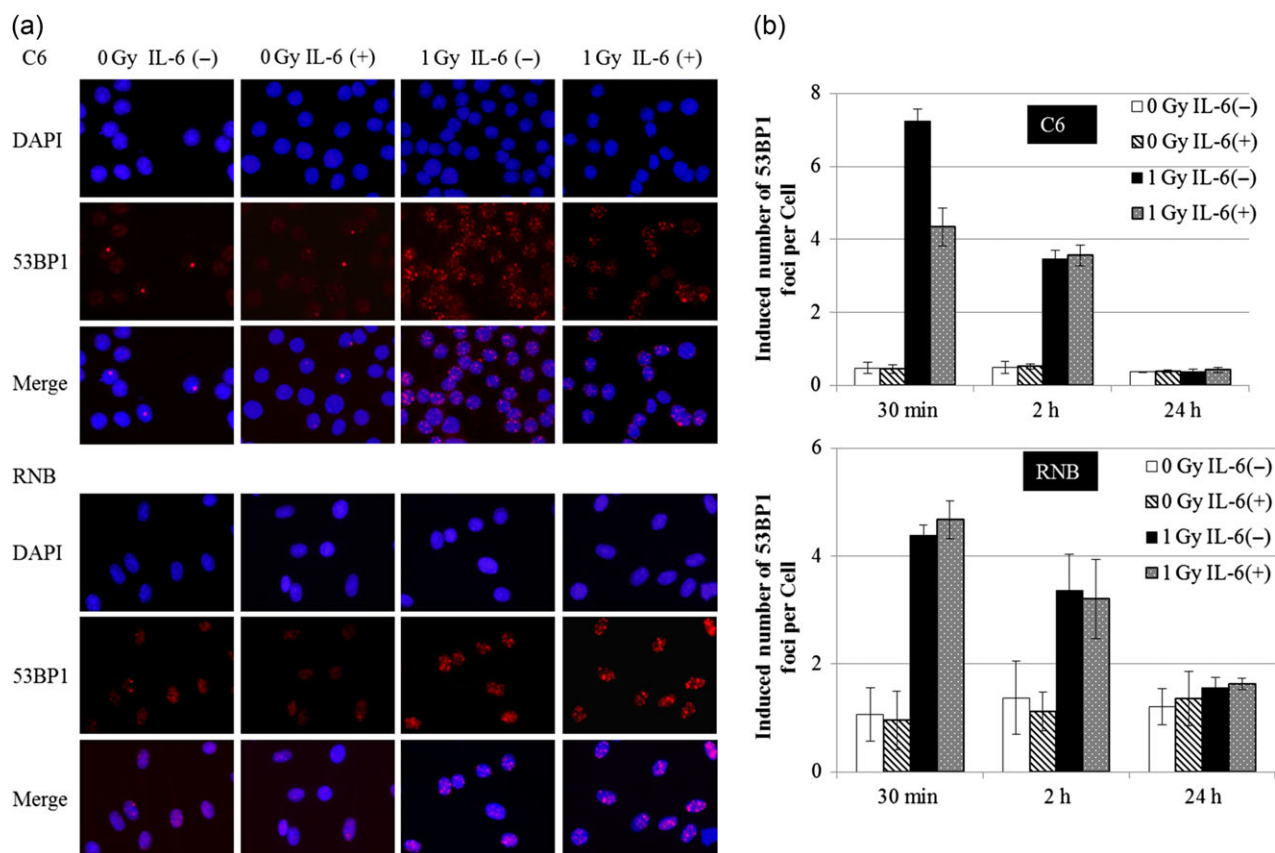 (a)
C6 0 Gy IL-6 (−) 0 Gy IL-6 (+) 1 Gy IL-6 (−) 1 Gy IL-6 (+)
DAPI
53BP1
Merge
RNB
DAPI
53BP1
Merge
(b)
Induced number of 53BP1
foci per Cell
8
6
4
2
0
C6
0 Gy IL-6(−)
0 Gy IL-6(+)
1 Gy IL-6(−)
1 Gy IL-6(+)
30 min 2 h 24 h
Induced number of 53BP1
foci per Cell
6
4
2
0
RNB
0 Gy IL-6(−)
0 Gy IL-6(+)
1 Gy IL-6(−)
1 Gy IL-6(+)
30 min 2 h 24 h